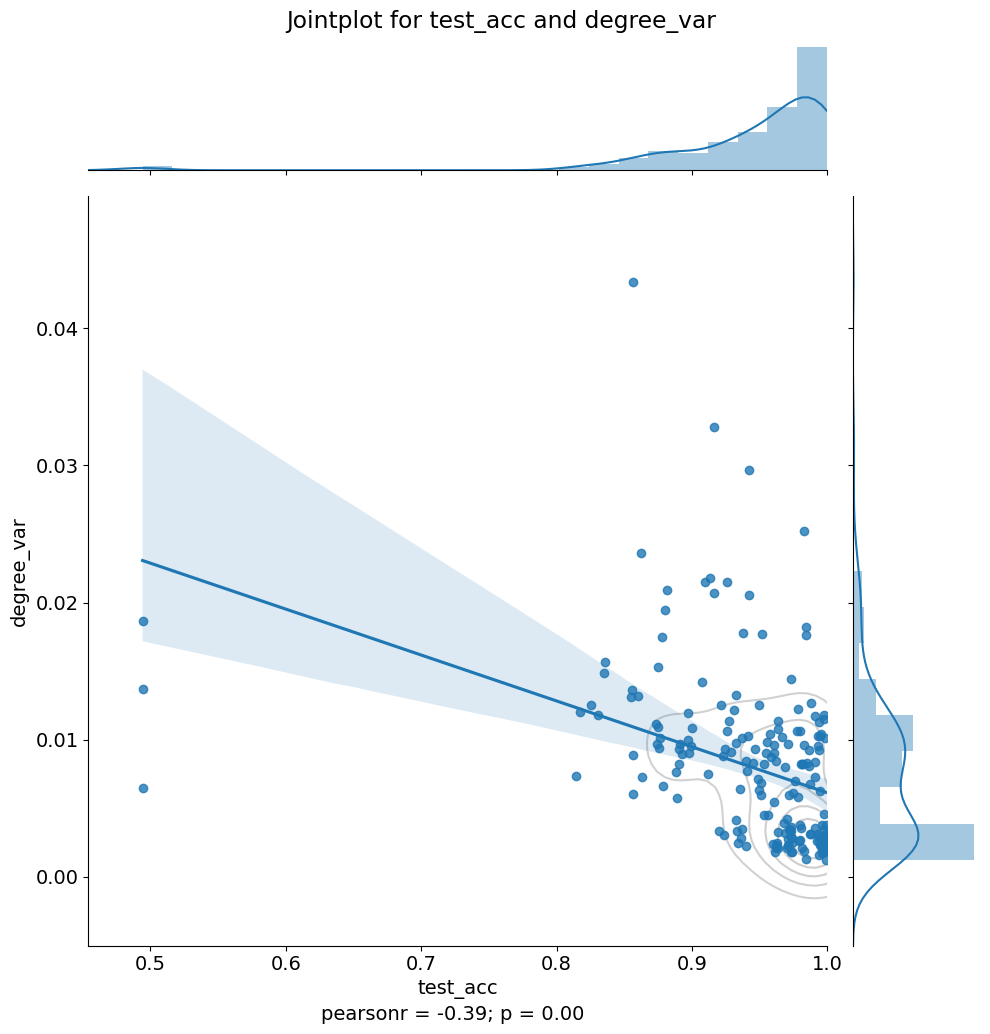 Jointplot for test_acc and degree_var
0.04
0.03
0.02
0.01
0.00
degree_var
0.5 0.6 0.7 0.8 0.9 1.0
test_acc
pearsonr = -0.39; p = 0.00